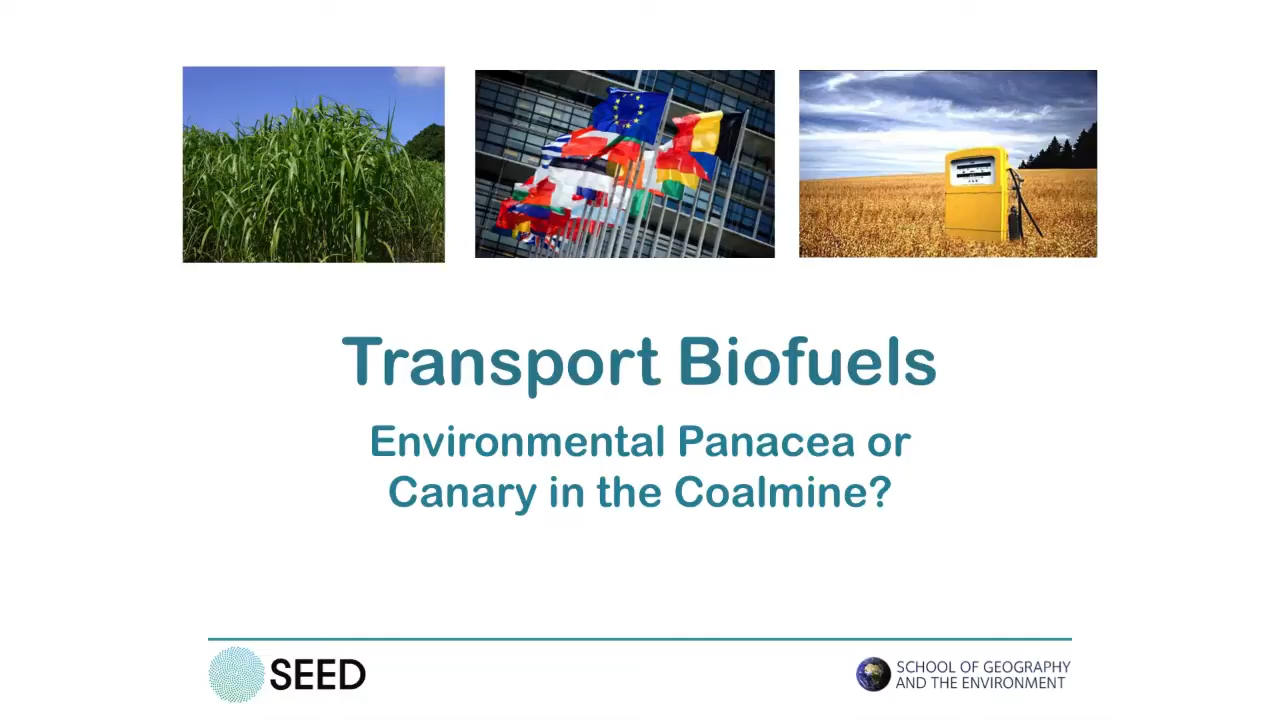 Transport Biofuels
Environmental Panacea or
Canary in the Coalmine?
SEED
SCHOOL OF GEOGRAPHY
AND THE ENVIRONMENT